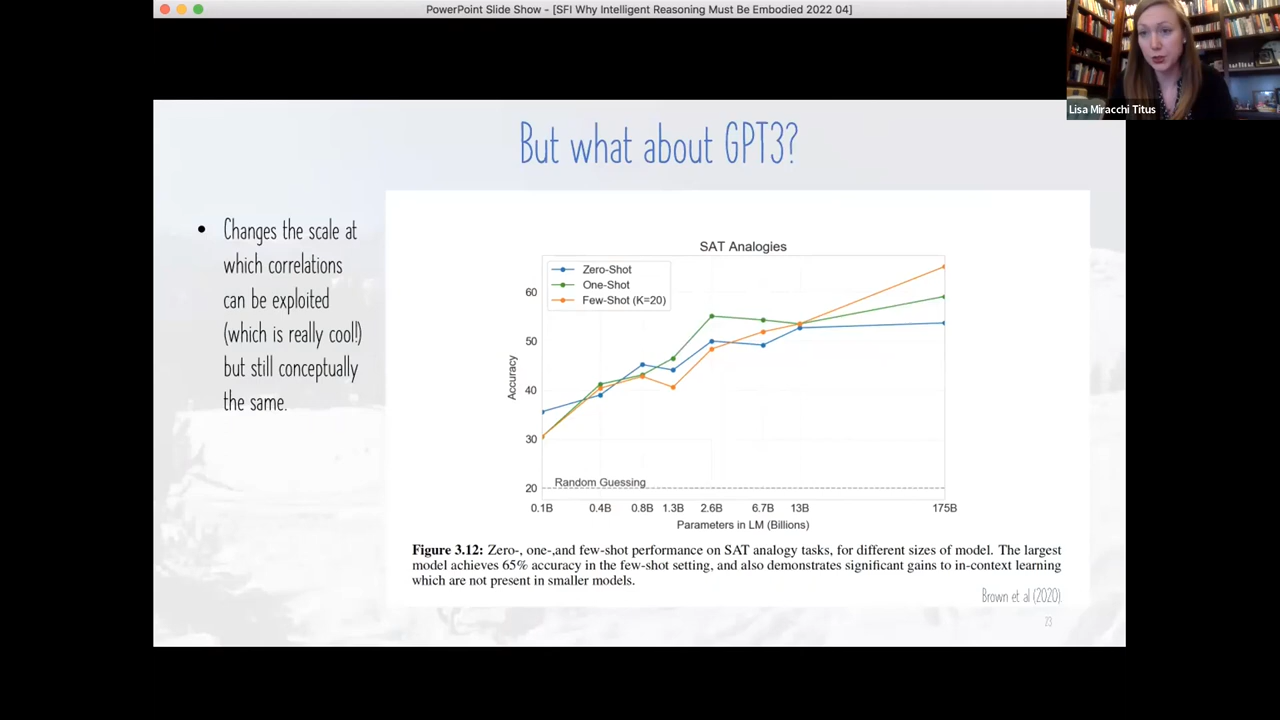 PowerPoint Slide Show - [SFI Why Intelligent Reasoning Must Be Embodied 2022 04]
Lisa Miracchi Titus
But what about GPT3?
• Changes the scale at
which correlations
can be exploited
(which is really cool!)
but still conceptually
the same.
SAT Analogies
Zero-Shot
One-Shot
Few-Shot (K=20)
60
50
40
30
20
Accuracy
Random Guessing
0.1B 0.4B 0.8B 1.3B 2.6B 6.7B 13B 175B
Parameters in LM (Billions)
Figure 3.12: Zero-, one-,and few-shot performance on SAT analogy tasks, for different sizes of model. The largest
model achieves 65% accuracy in the few-shot setting, and also demonstrates significant gains to in-context learning
which are not present in smaller models.
Brown et al (2020)
23